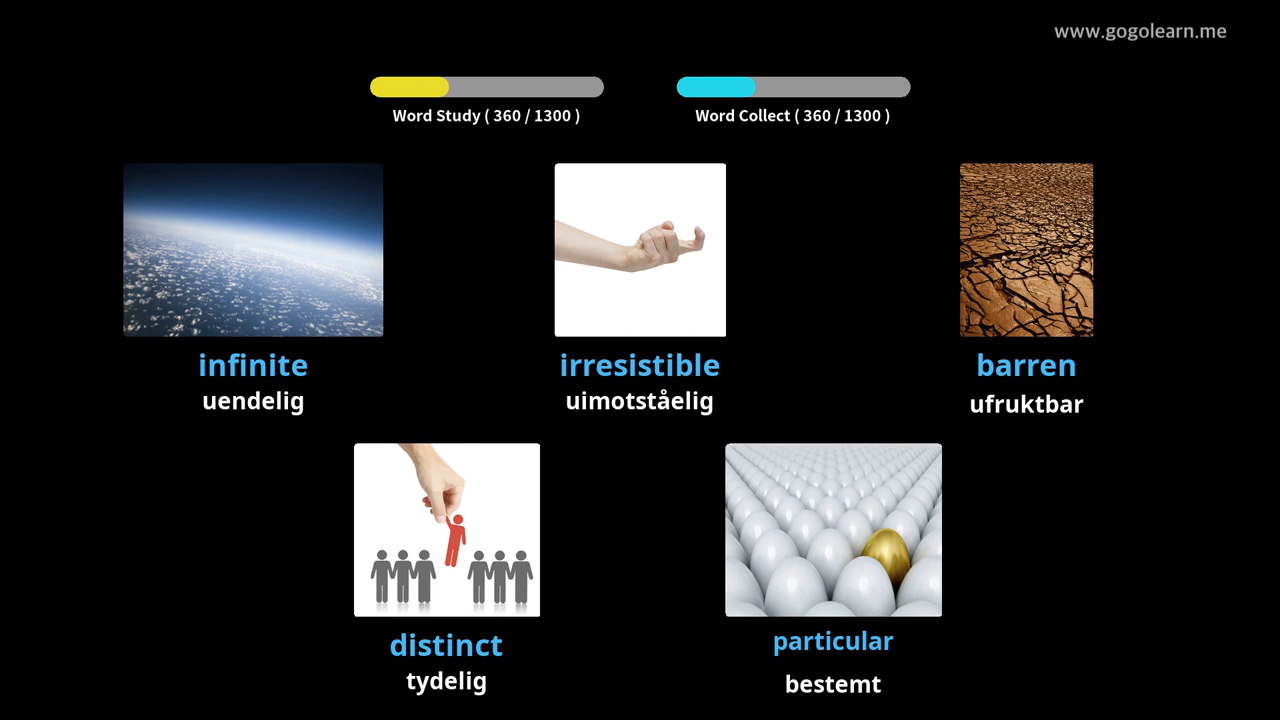 www.gogolearn.me
Word Study ( 360 / 1300 )
Word Collect ( 360 / 1300 )
infinite
uendelig
irresistible
uimotståelig
barren
ufruktbar
distinct
tydelig
particular
bestemt